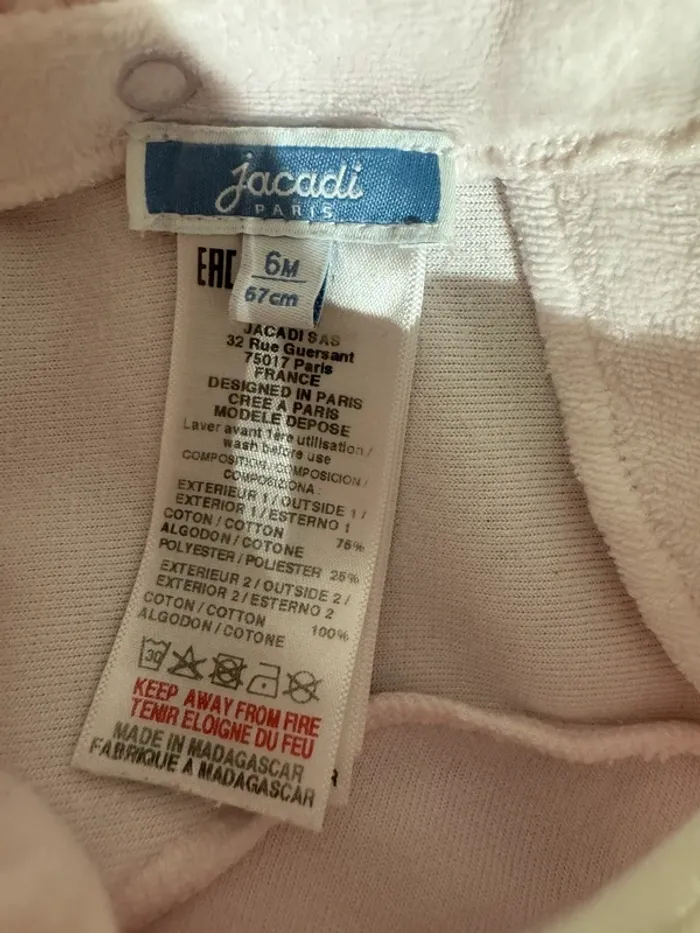 jacadi
PARIS
EAC
6M
67cm
JACADI SAS
32 Rue Guersant
75017 Paris
FRANCE
DESIGNED IN PARIS
CREE A PARIS
MODELE DEPOSE
Laver avant 1ère utilisation /
wash before use
COMPOSITION, COMPOSICION /
COMPOSIZIONA :
EXTERIEUR 1 / OUTSIDE 1 /
EXTERIOR 1 / ESTERNO 1
COTON / COTTON
ALGODON / COTONE 75%
POLYESTER / POLIESTER 25%
EXTERIEUR 2 / OUTSIDE 2 /
EXTERIOR 2 / ESTERNO 2
COTON / COTTON
ALGODON / COTONE 100%
30
KEEP AWAY FROM FIRE
TENIR ELOIGNE DU FEU
MADE IN MADAGASCAR
FABRIQUE A MADAGASCAR